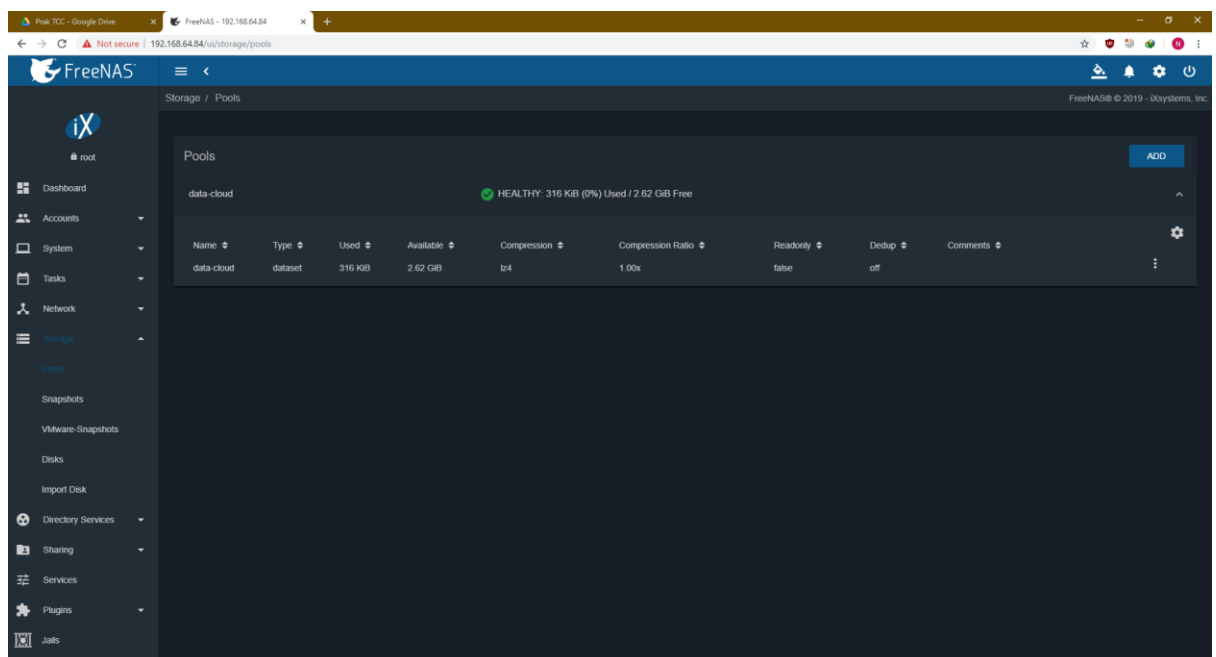 Prak TCC - Google Drive
FreeNAS - 192.168.64.84
Not secure | 192.168.64.84/ui/storage/pools
N
FreeNAS
Storage / Pools
FreeNAS® © 2019 - iXsystems, Inc.
iX
root
Pools
ADD
data-cloud
HEALTHY: 316 KiB (0%) Used / 2.62 GiB Free
Name Type Used Available Compression Compression Ratio Readonly Dedup Comments
data-cloud dataset 316 KiB 2.62 GiB lz4 1.00x false off
Dashboard
Accounts
System
Tasks
Network
Storage
Pools
Snapshots
VMware-Snapshots
Disks
Import Disk
Directory Services
Sharing
Services
Plugins
Jails